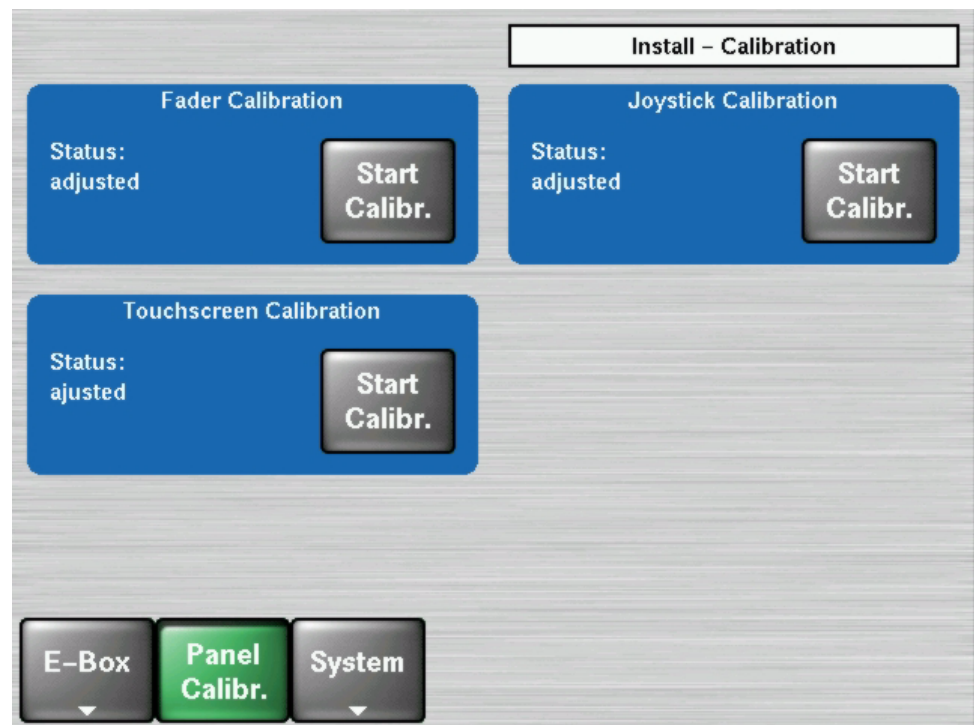 Install – Calibration
Fader Calibration
Status:
adjusted
Start
Calibr.
Joystick Calibration
Status:
adjusted
Start
Calibr.
Touchscreen Calibration
Status:
ajusted
Start
Calibr.
E–Box
Panel
Calibr.
System